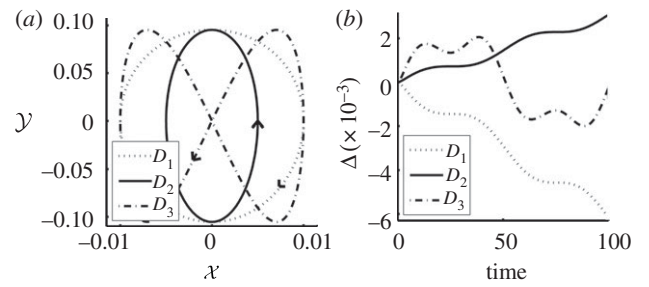 (a)
0.10
0.05
0
−0.05
−0.10
y
D1
D2
D3
−0.01
0
0.01
x
(b)
2
0
−2
−4
−6
Δ(× 10−3)
D1
D2
D3
0
50
100
time